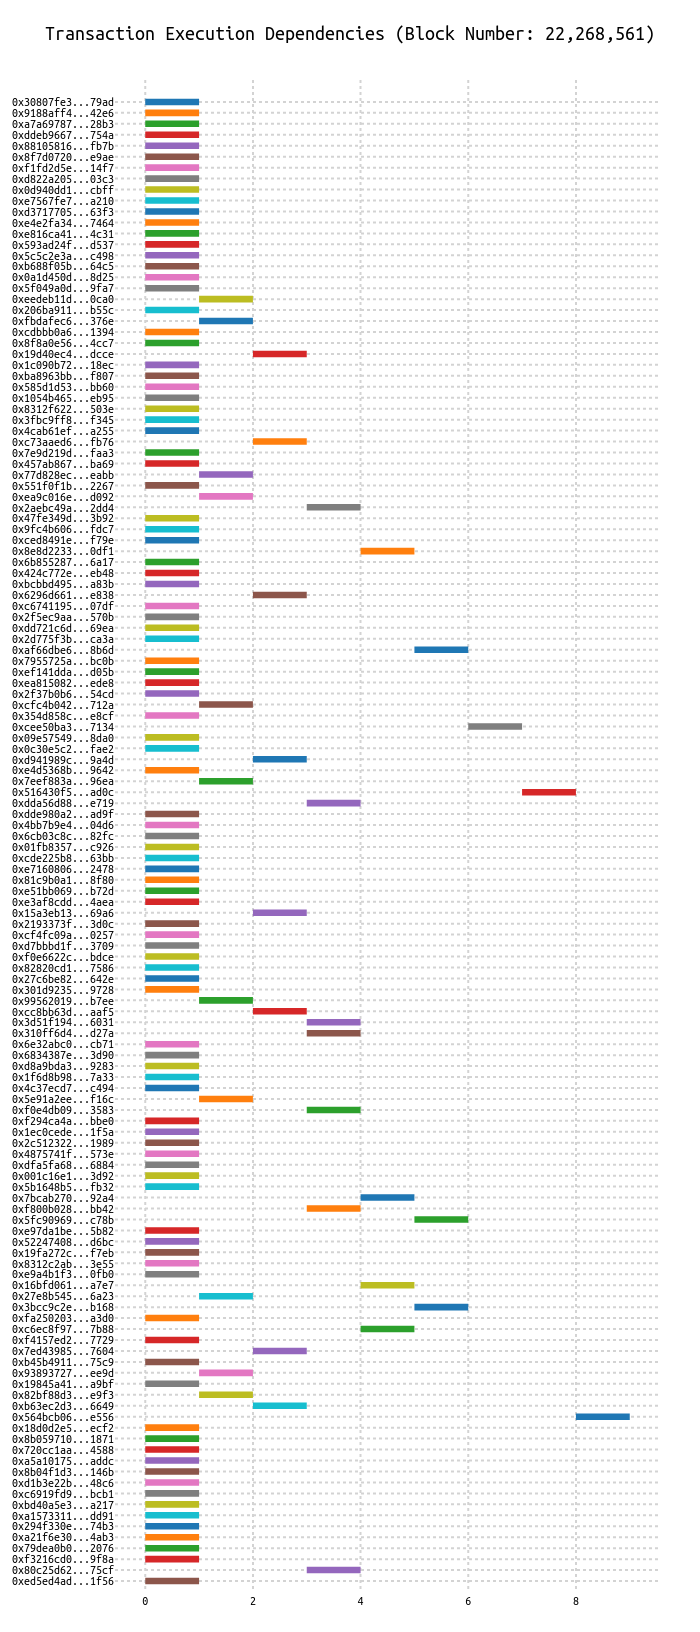 Transaction Execution Dependencies (Block Number: 22,268,561)
0x30807fe3...79ad
0x9188aff4...42e6
0xa7a69787...28b3
0xddeb9667...754a
0x88105816...fb7b
0x8f7d0720...e9ae
0xf1fd2d5e...14f7
0xd822a205...03c3
0x0d940dd1...cbff
0xe7567fe7...a210
0xd3717705...63f3
0xe4e2fa34...7464
0xe816ca41...4c31
0x593ad24f...d537
0x5c5c2e3a...c498
0xb688f05b...64c5
0x0a1d450d...8d25
0x5f049a0d...9fa7
0xeedeb11d...0ca0
0x206ba911...b55c
0xfbdafec6...376e
0xcdbbb0a6...1394
0x8f8a0e56...4cc7
0x19d40ec4...dcce
0x1c090b72...18ec
0xba8963bb...f807
0x585d1d53...bb60
0x1054b465...eb95
0x8312f622...503e
0x3fbc9ff8...f345
0x4cab61ef...a255
0xc73aaed6...fb76
0x7e9d219d...faa3
0x457ab867...ba69
0x77d828ec...eabb
0x551f0f1b...2267
0xea9c016e...d092
0x2aebc49a...2dd4
0x47fe349d...3b92
0x9fc4b606...fdc7
0xced8491e...f79e
0x8e8d2233...0df1
0x6b855287...6a17
0x424c772e...eb48
0xbcbbd495...a83b
0x6296d661...e838
0xc6741195...07df
0x2f5ec9aa...570b
0xdd721c6d...69ea
0x2d775f3b...ca3a
0xaf66dbe6...8b6d
0x7955725a...bc0b
0xef141dda...d05b
0xea815082...ede8
0x2f37b0b6...54cd
0xcfc4b042...712a
0x354d858c...e8cf
0xcee50ba3...7134
0x09e57549...8da0
0x0c30e5c2...fae2
0xd941989c...9a4d
0xe4d5368b...9642
0x7eef883a...96ea
0x516430f5...ad0c
0xdda56d88...e719
0xdde980a2...ad9f
0x4bb7b9e4...04d6
0x6cb03c8c...82fc
0x01fb8357...c926
0xcde225b8...63bb
0xe7160806...2478
0x81c9b0a1...8f80
0xe51bb069...b72d
0xe3af8cdd...4aea
0x15a3eb13...69a6
0x2193373f...3d0c
0xcf4fc09a...0257
0xd7bbbd1f...3709
0xf0e6622c...bdce
0x82820cd1...7586
0x27c6be82...642e
0x301d9235...9728
0x99562019...b7ee
0xcc8bb63d...aaf5
0x3d51f194...6031
0x310ff6d4...d27a
0x6e32abc0...cb71
0x6834387e...3d90
0xd8a9bda3...9283
0x1f6d8b98...7a33
0x4c37ecd7...c494
0x5e91a2ee...f16c
0xf0e4db09...3583
0xf294ca4a...bbe0
0x1ec0cede...1f5a
0x2c512322...1989
0x4875741f...573e
0xdfa5fa68...6884
0x001c16e1...3d92
0x5b1648b5...fb32
0x7bcab270...92a4
0xf800b028...bb42
0x5fc90969...c78b
0xe97da1be...5b82
0x52247408...d6bc
0x19fa272c...f7eb
0x8312c2ab...3e55
0xe9a4b1f3...0fb0
0x16bfd061...a7e7
0x27e8b545...6a23
0x3bcc9c2e...b168
0xfa250203...a3d0
0xc6ec8f97...7b88
0xf4157ed2...7729
0x7ed43985...7604
0xb45b4911...75c9
0x93893727...ee9d
0x19845a41...a9bf
0x82bf88d3...e9f3
0xb63ec2d3...6649
0x564bcb06...e556
0x18d0d2e5...ecf2
0x8b059710...1871
0x720cc1aa...4588
0xa5a10175...addc
0x8b04f1d3...146b
0xd1b3e22b...48c6
0xc6919fd9...bcb1
0xbd40a5e3...a217
0xa1573311...dd91
0x294f330e...74b3
0xa21f6e30...4ab3
0x79dea0b0...2076
0xf3216cd0...9f8a
0x80c25d62...75cf
0xed5ed4ad...1f56
0 2 4 6 8